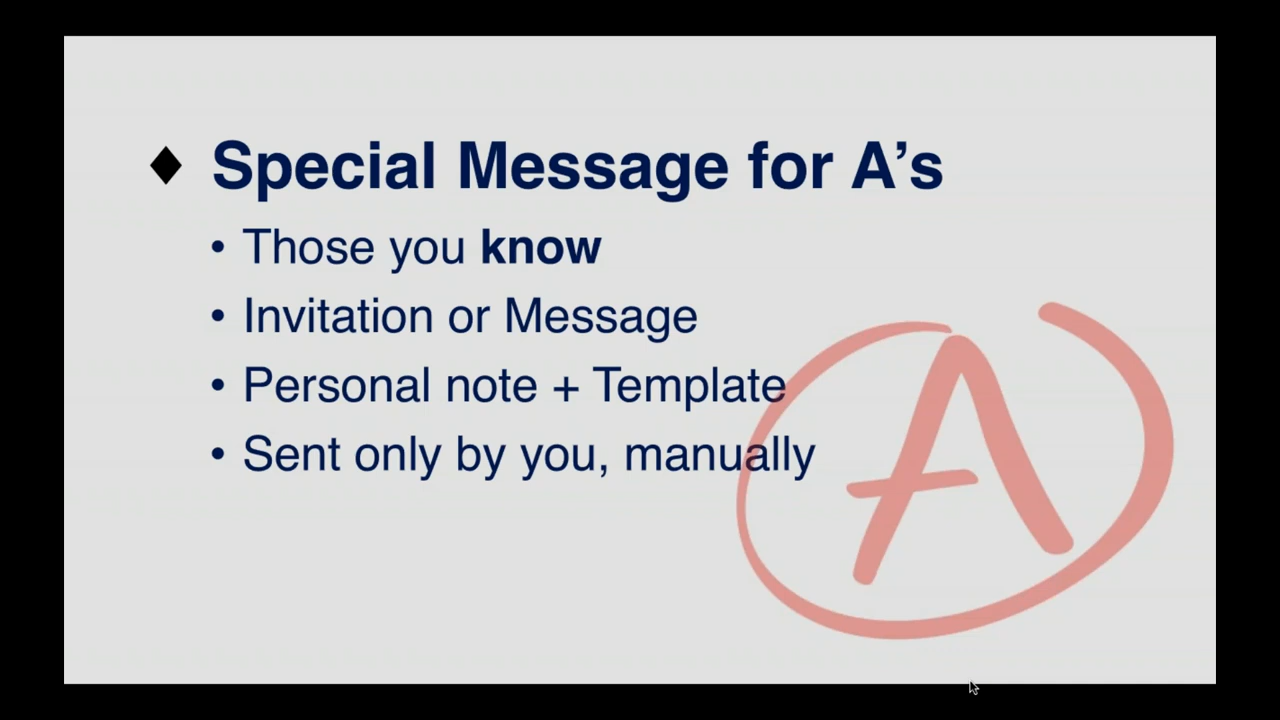 ♦ Special Message for A’s
• Those you know
• Invitation or Message
• Personal note + Template
• Sent only by you, manually
A